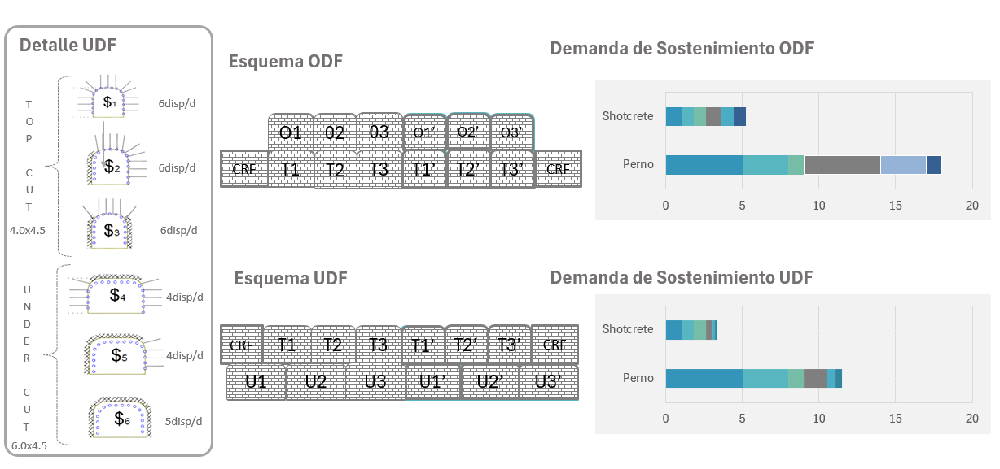 Detalle UDF
T
O
P
C
U
T
4.0x4.5
$1
6disp/d
$2
6disp/d
$3
6disp/d
U
N
D
E
R
C
U
T
6.0x4.5
$4
4disp/d
$5
4disp/d
$6
5disp/d
Esquema ODF
O1 02 03 O1’ O2’ O3’
CRF T1 T2 T3 T1’ T2’ T3’ CRF
Demanda de Sostenimiento ODF
Shotcrete
Perno
0 5 10 15 20
Esquema UDF
CRF T1 T2 T3 T1’ T2’ T3’ CRF
U1 U2 U3 U1’ U2’ U3’
Demanda de Sostenimiento UDF
Shotcrete
Perno
0 5 10 15 20